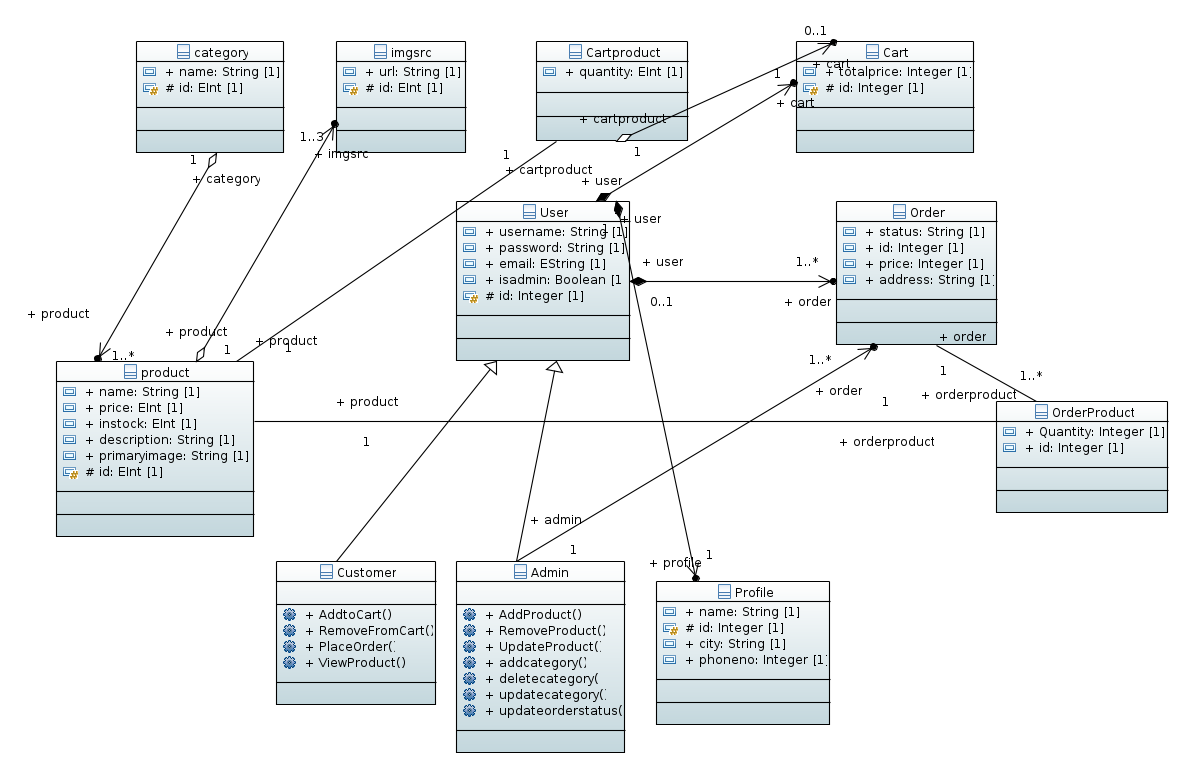 0..1
category
+ name: String [1]
# id: EInt [1]
imgsrc
+ url: String [1]
# id: EInt [1]
Cartproduct
+ quantity: EInt [1]
Cart
+ cart
+ totalprice: Integer [1]
# id: Integer [1]
1
+ cart
+ cartproduct
1..3
+ imgsrc
1
+ category
1
+ cartproduct
1
+ user
User
+ username: String [1]
+ password: String [1]
+ email: EString [1]
+ isadmin: Boolean [1
# id: Integer [1]
+ user
1
Order
+ status: String [1]
+ id: Integer [1]
+ price: Integer [1]
+ address: String [1]
+ user
1..*
0..1
+ order
+ product
1..*
+ product
1
+ product
1
product
+ name: String [1]
+ price: EInt [1]
+ instock: EInt [1]
+ description: String [1]
+ primaryimage: String [1]
# id: EInt [1]
+ order
1
1..*
+ orderproduct
1..*
+ order
1
+ product
1
+ orderproduct
OrderProduct
+ Quantity: Integer [1]
+ id: Integer [1]
+ admin
1
1
+ profile
Customer
+ AddtoCart()
+ RemoveFromCart()
+ PlaceOrder()
+ ViewProduct()
Admin
+ AddProduct()
+ RemoveProduct()
+ UpdateProduct()
+ addcategory()
+ deletecategory(
+ updatecategory()
+ updateorderstatus(
Profile
+ name: String [1]
# id: Integer [1]
+ city: String [1]
+ phoneno: Integer [1]